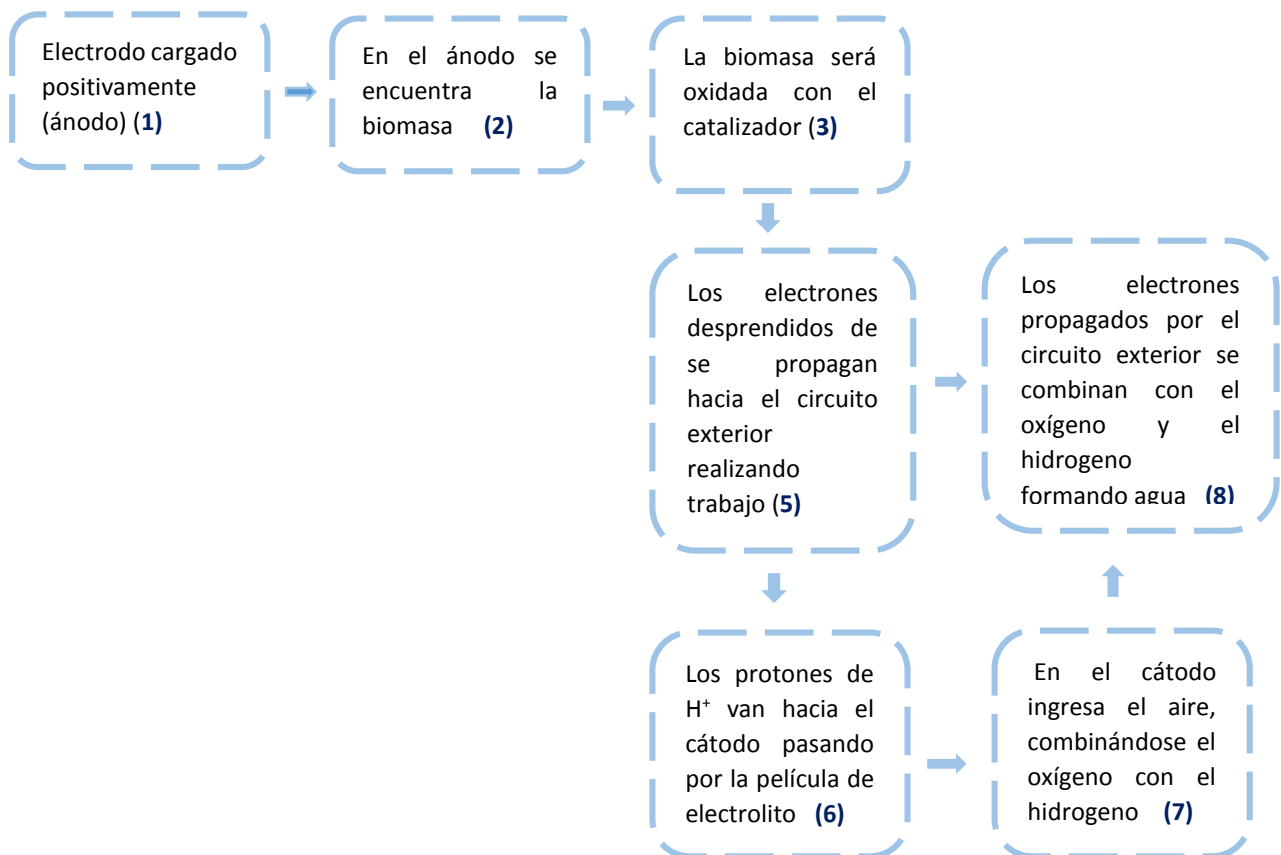 Electrodo cargado
positivamente
(ánodo) (1)
En el ánodo se
encuentra la
biomasa (2)
La biomasa será
oxidada con el
catalizador (3)
Los electrones
desprendidos de
se propagan
hacia el circuito
exterior
realizando
trabajo (5)
Los electrones
propagados por el
circuito exterior se
combinan con el
oxígeno y el
hidrogeno
formando agua (8)
Los protones de
H⁺ van hacia el
cátodo pasando
por la película de
electrolito (6)
En el cátodo
ingresa el aire,
combinándose el
oxígeno con el
hidrogeno (7)